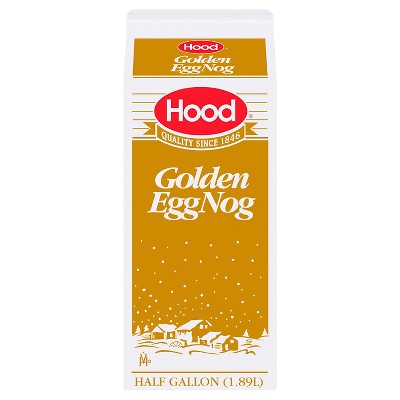 Hood
Golden
EggNog
Hood
QUALITY SINCE 1846
Golden
EggNog
HALF GALLON (1.89L)